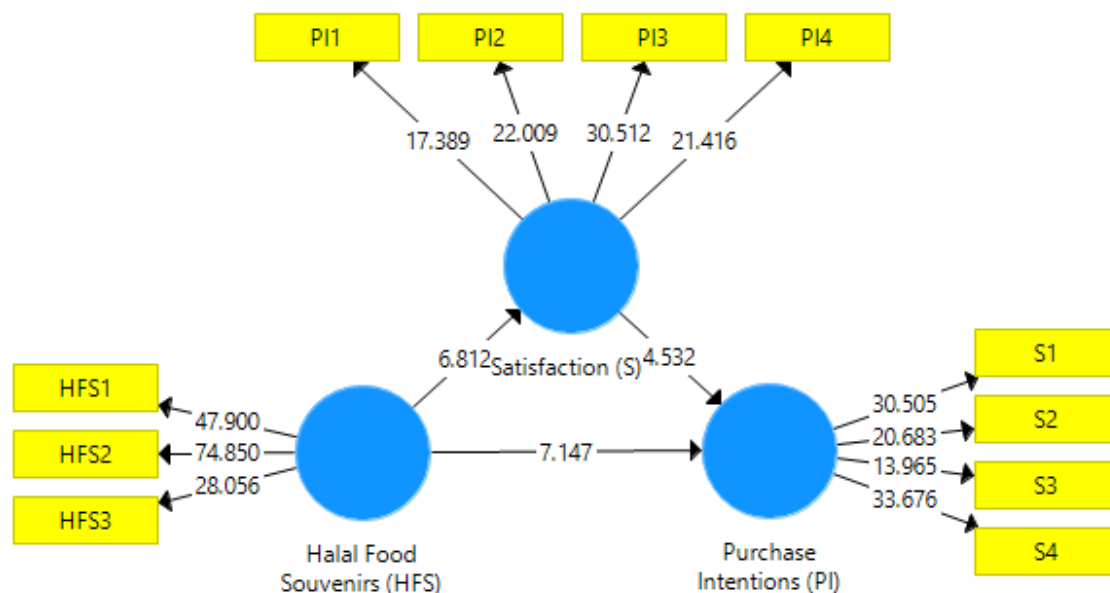 PI1 PI2 PI3 PI4
17.389 22.009 30.512 21.416
6.812 Satisfaction (S) 4.532
HFS1
HFS2
HFS3
47.900
74.850
28.056
7.147
30.505
20.683
13.965
33.676
S1
S2
S3
S4
Halal Food
Souvenirs (HFS)
Purchase
Intentions (PI)